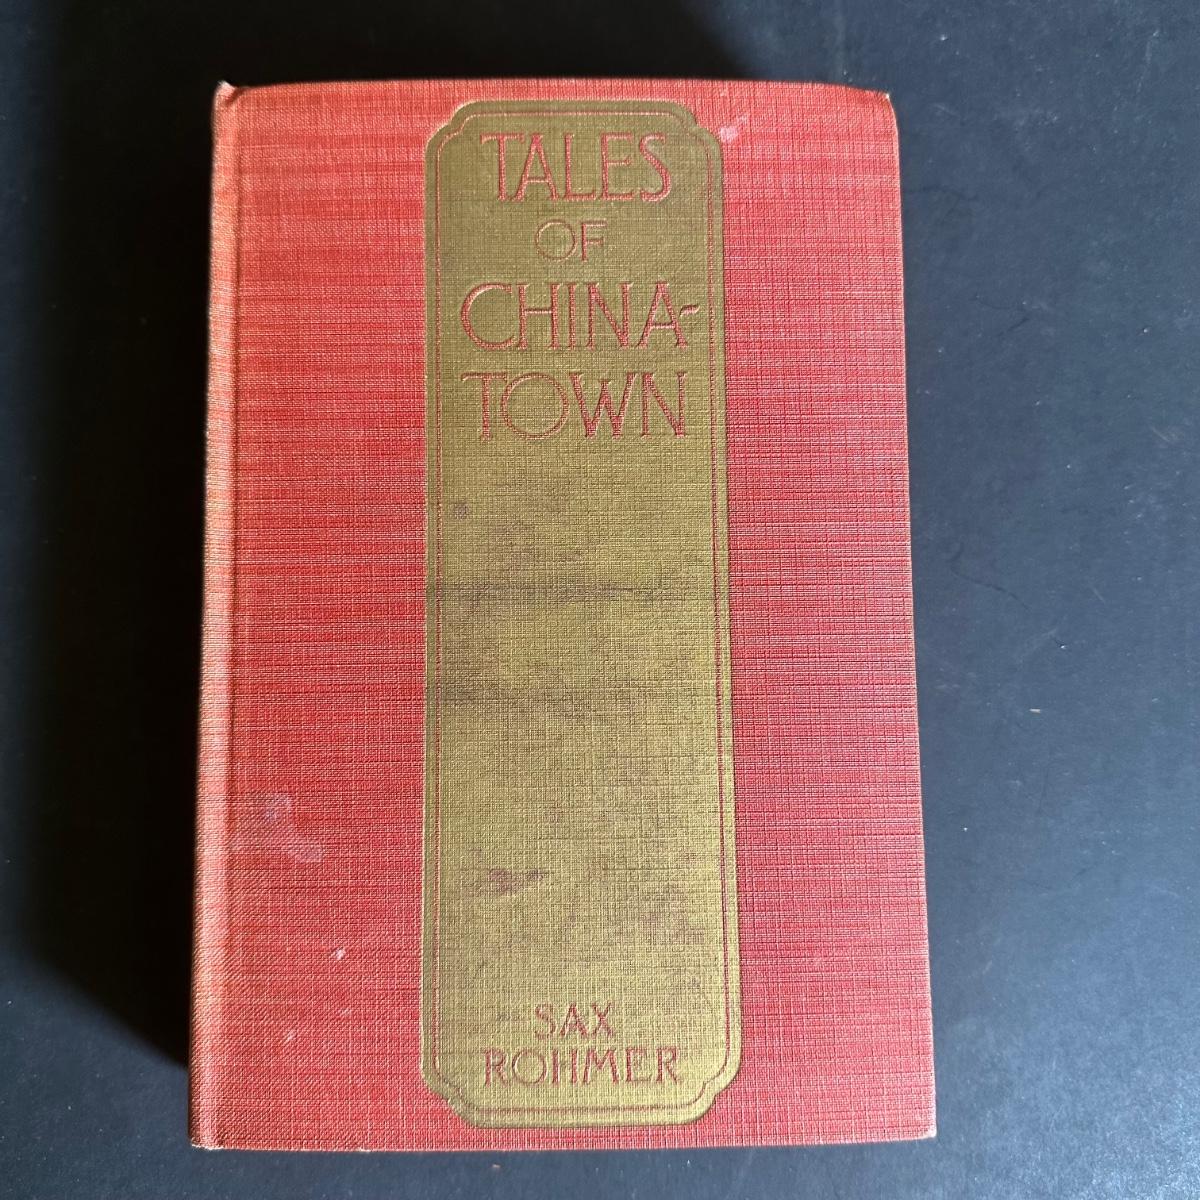 TALES
OF
CHINA-
TOWN
SAX
ROHMER